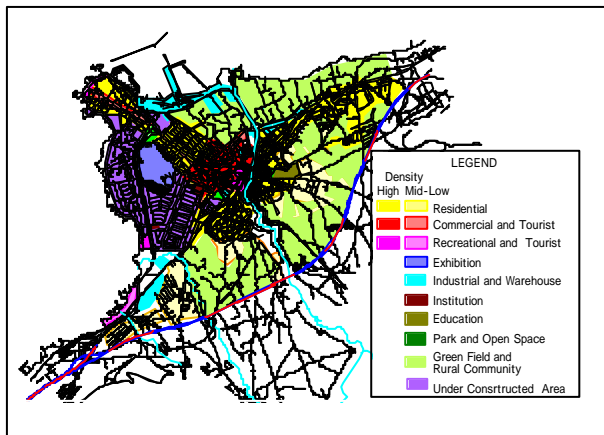 LEGEND
Density
High Mid-Low
Residential
Commercial and Tourist
Recreational and Tourist
Exhibition
Industrial and Warehouse
Institution
Education
Park and Open Space
Green Field and
Rural Community
Under Consrtructed Area